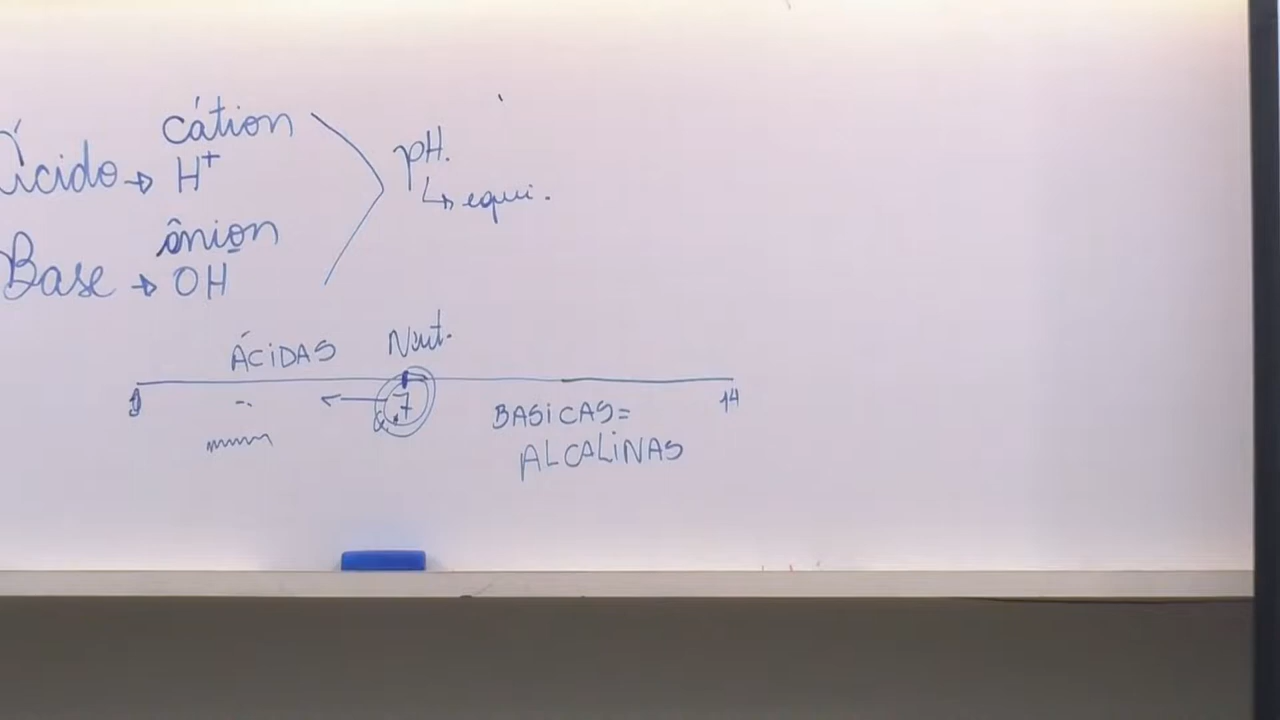 cátion
Ácido → H⁺
pH.
↳ equi.
ânion
Base → OH
ÁCIDAS Neut.
7 14
BASICAS =
ALCALINAS